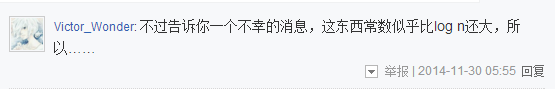 Victor_Wonder: 不过告诉你一个不幸的消息，这东西常数似乎比log n还大，所
以……
举报 | 2014-11-30 05:55 回复